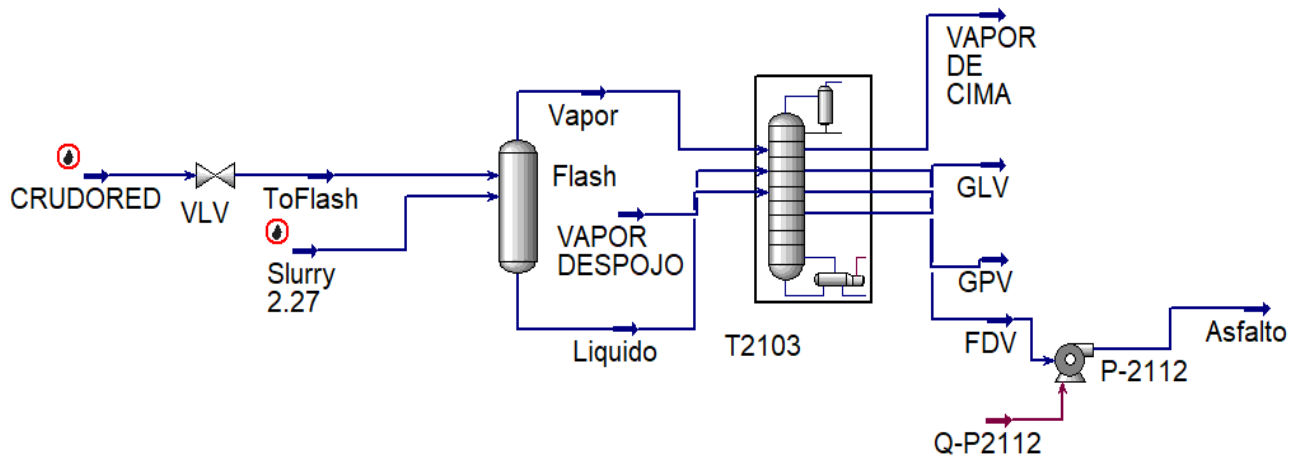 VAPOR
DE
CIMA
Vapor
CRUDORED
VLV
ToFlash
Flash
GLV
Slurry
2.27
VAPOR
DESPOJO
GPV
Liquido
T2103
FDV
Asfalto
P-2112
Q-P2112